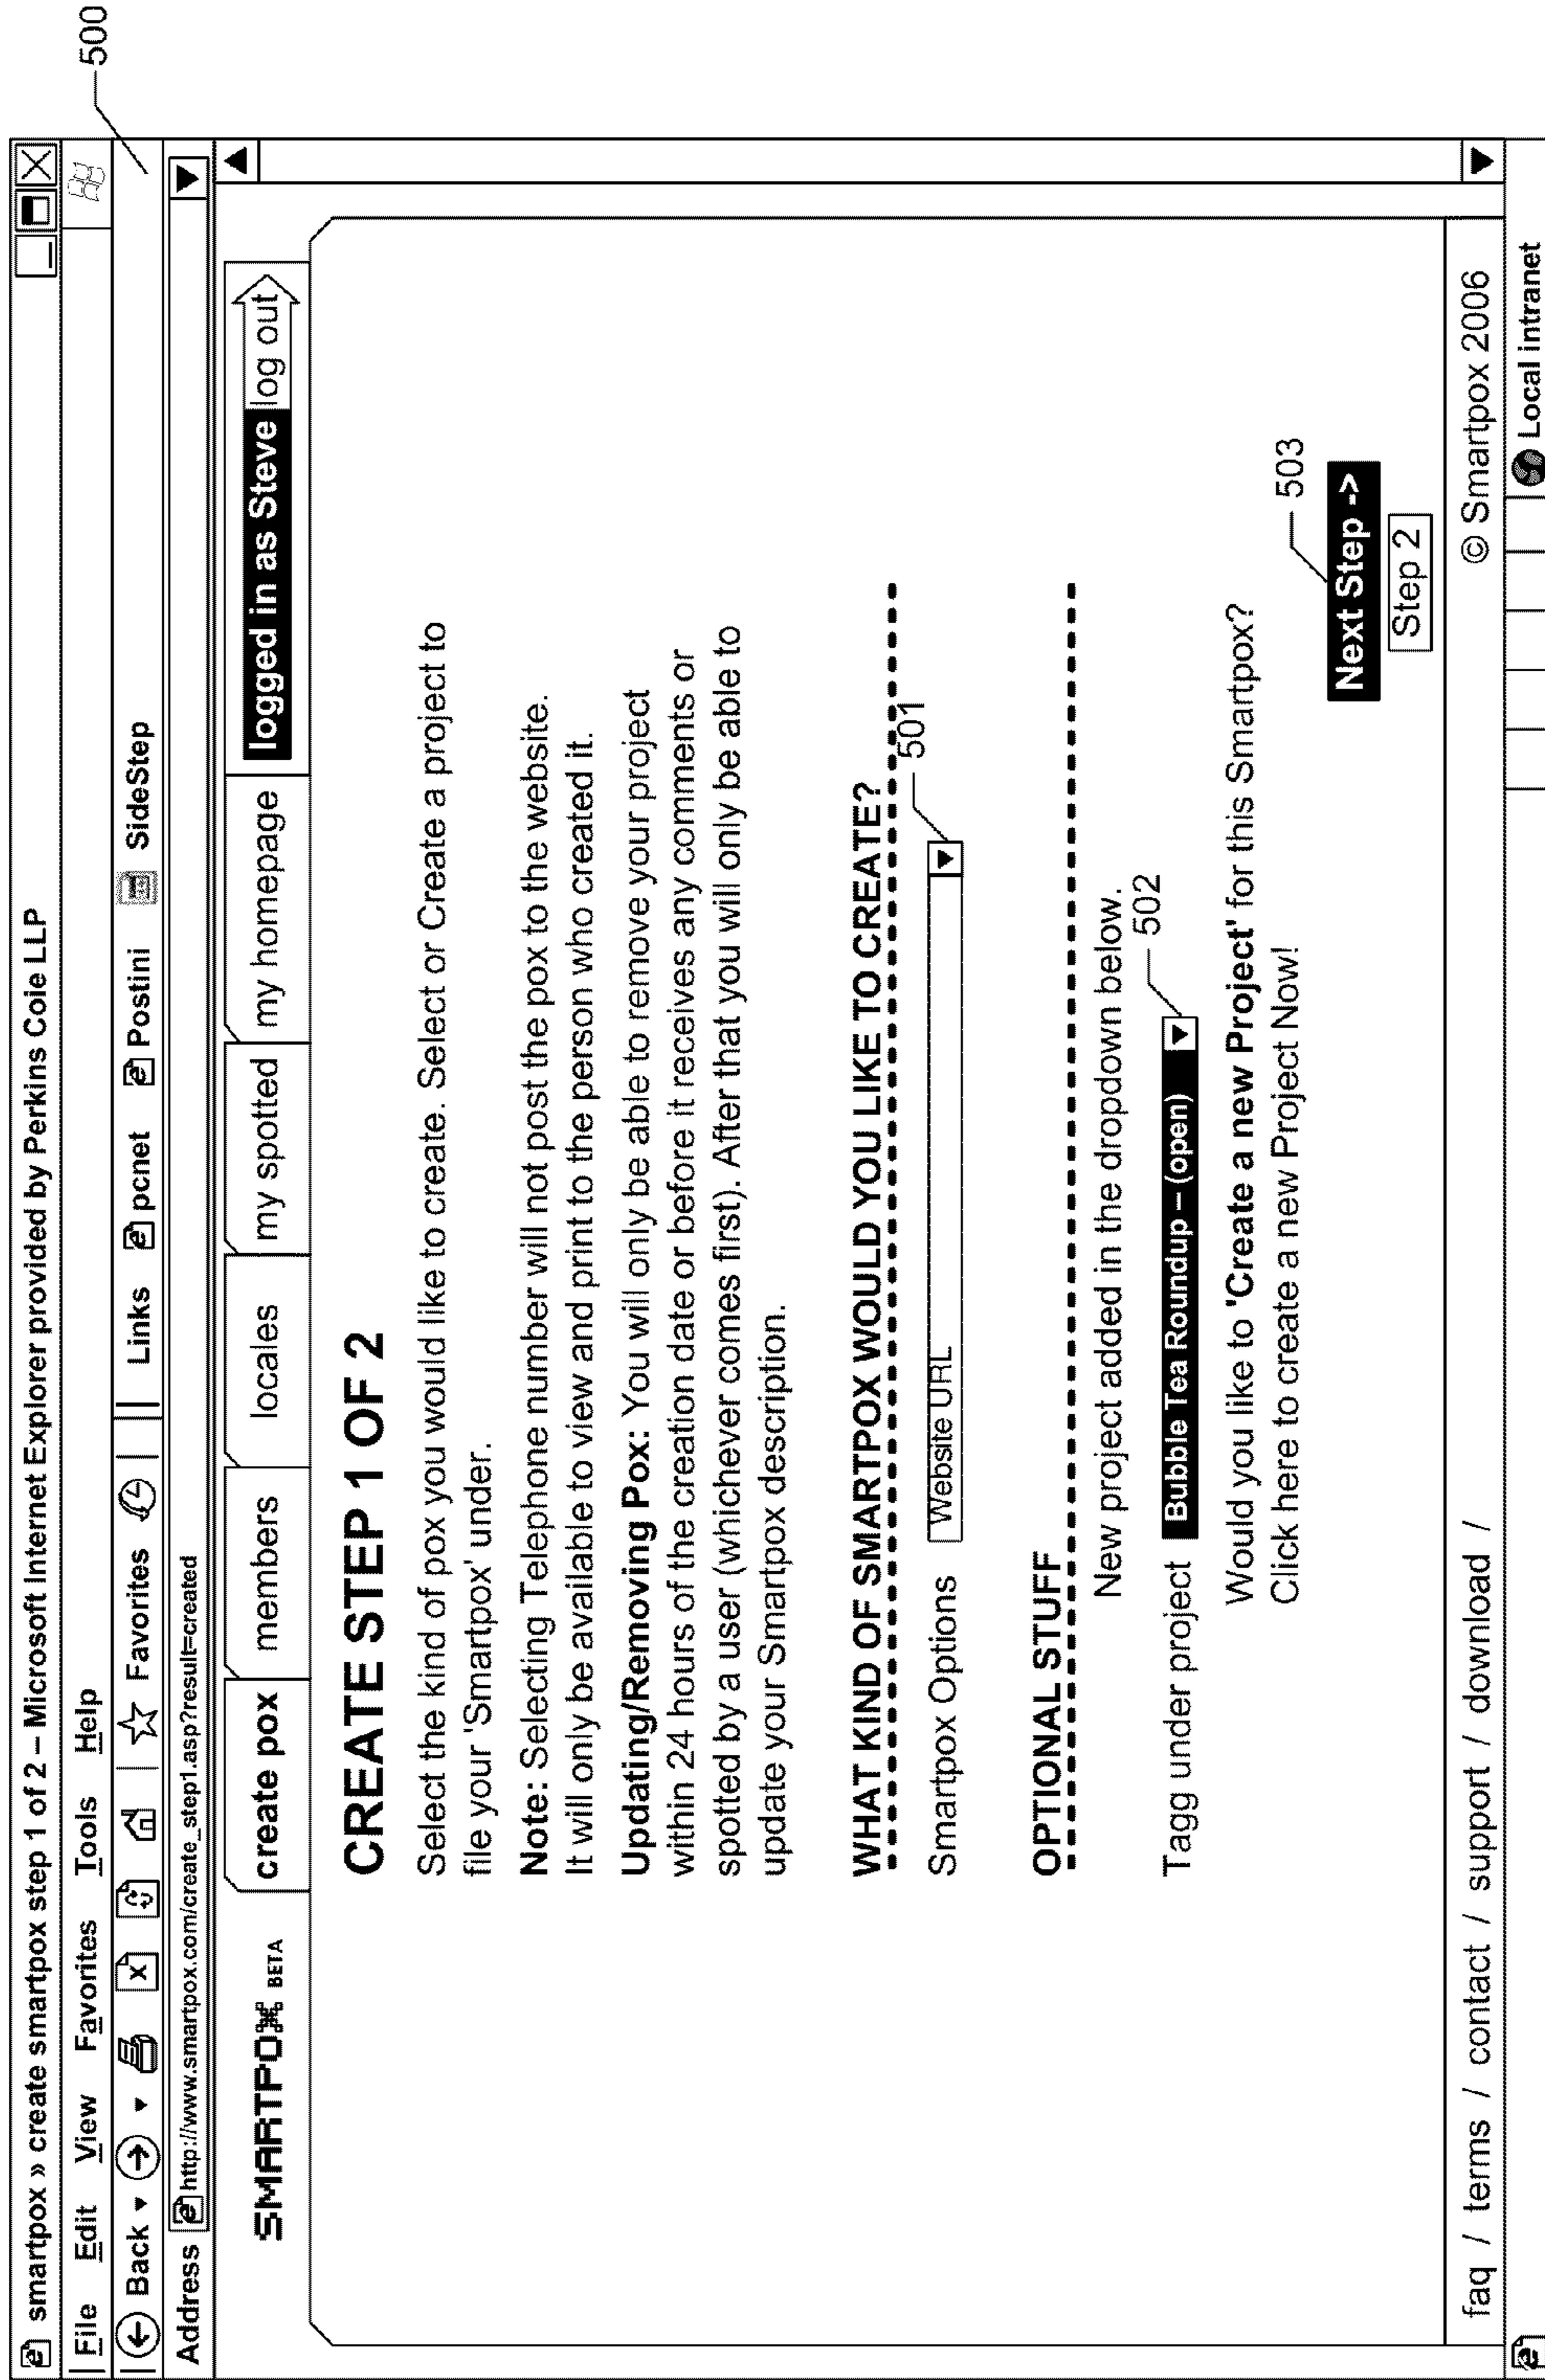 smartpox » create smartpox step 1 of 2 – Microsoft Internet Explorer provided by Perkins Coie LLP
File Edit View Favorites Tools Help
Back Favorites Links pcnet Postini SideStep
500
Address http://www.smartpox.com/create_step1.asp?result=created
SMARTPOX BETA
create pox members locales my spotted my homepage logged in as Steve log out
CREATE STEP 1 OF 2
Select the kind of pox you would like to create. Select or Create a project to
file your 'Smartpox' under.
Note: Selecting Telephone number will not post the pox to the website.
It will only be available to view and print to the person who created it.
Updating/Removing Pox: You will only be able to remove your project
within 24 hours of the creation date or before it receives any comments or
spotted by a user (whichever comes first). After that you will only be able to
update your Smartpox description.
WHAT KIND OF SMARTPOX WOULD YOU LIKE TO CREATE?
501
Smartpox Options Website URL
OPTIONAL STUFF
New project added in the dropdown below.
502
Tagg under project Bubble Tea Roundup – (open)
Would you like to 'Create a new Project' for this Smartpox?
Click here to create a new Project Now!
503
Next Step ->
Step 2
faq / terms / contact / support / download / © Smartpox 2006
Local intranet